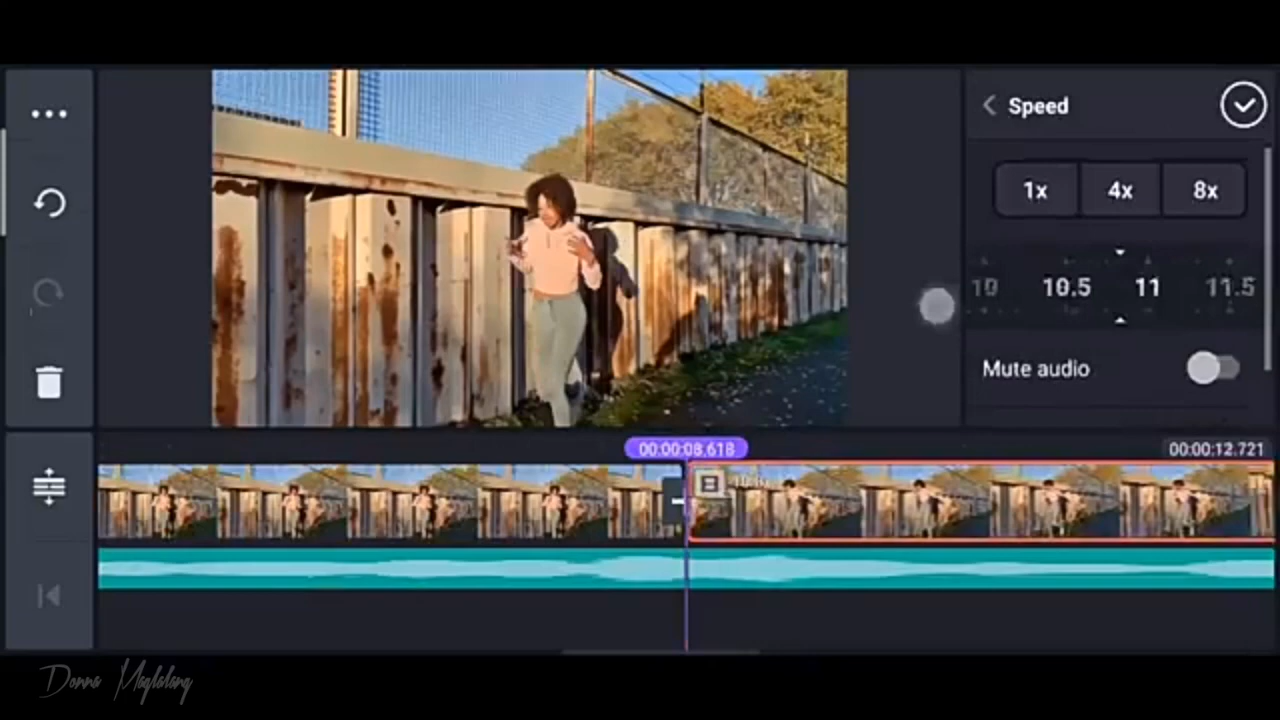 Speed
1x 4x 8x
10 10.5 11 11.5
Mute audio
00:00:08.618 00:00:12.721
Donna Maglalang